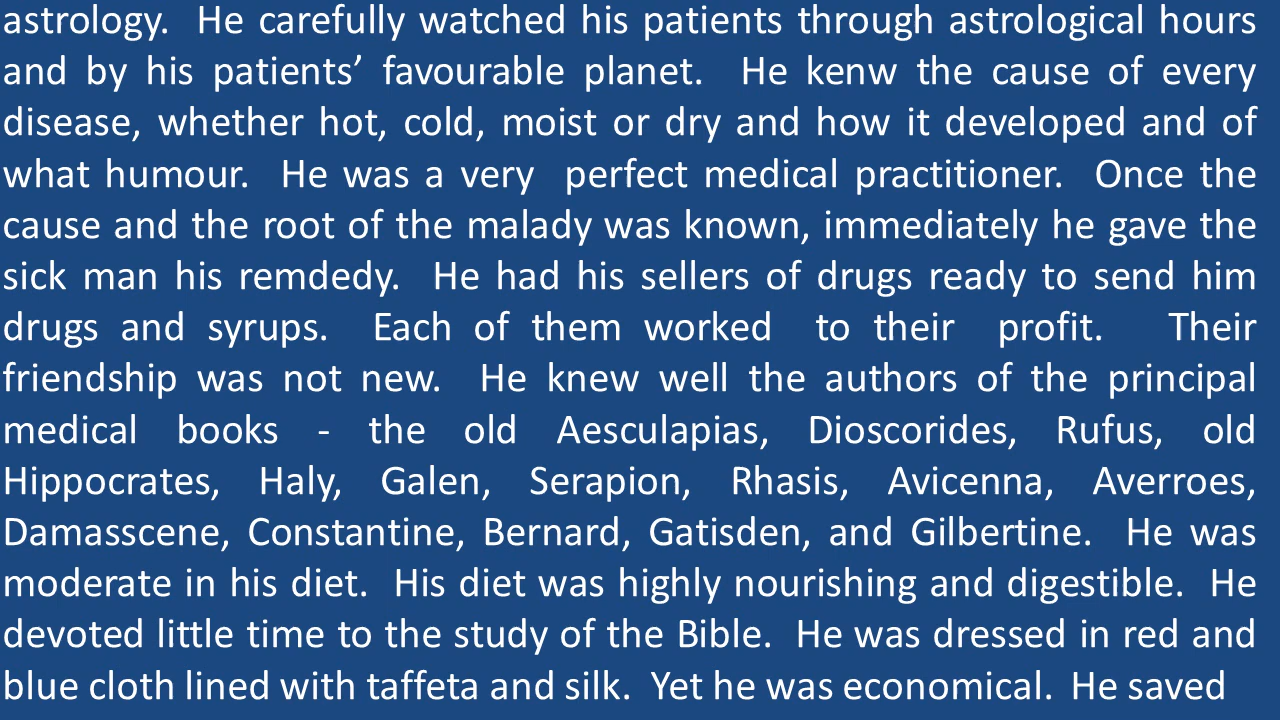 astrology.  He carefully watched his patients through astrological hours
and by his patients’ favourable planet.  He kenw the cause of every
disease, whether hot, cold, moist or dry and how it developed and of
what humour.  He was a very  perfect medical practitioner.  Once the
cause and the root of the malady was known, immediately he gave the
sick man his remdedy.  He had his sellers of drugs ready to send him
drugs and syrups.  Each of them worked  to their  profit.  Their
friendship was not new.  He knew well the authors of the principal
medical books - the old Aesculapias, Dioscorides, Rufus, old
Hippocrates, Haly, Galen, Serapion, Rhasis, Avicenna, Averroes,
Damasscene, Constantine, Bernard, Gatisden, and Gilbertine.  He was
moderate in his diet.  His diet was highly nourishing and digestible.  He
devoted little time to the study of the Bible.  He was dressed in red and
blue cloth lined with taffeta and silk.  Yet he was economical.  He saved